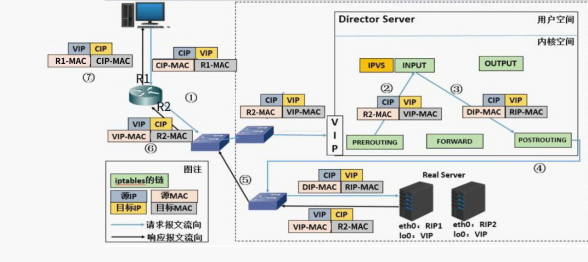 Director Server
用户空间
内核空间
VIP CIP
R1-MAC CIP-MAC
⑦
R1
CIP VIP
CIP-MAC R1-MAC
①
R2
VIP CIP
VIP-MAC R2-MAC
⑥
CIP VIP
R2-MAC VIP-MAC
VIP
IPVS
INPUT
OUTPUT
②
③
CIP VIP
R2-MAC VIP-MAC
CIP VIP
DIP-MAC RIP-MAC
PREROUTING
FORWARD
POSTROUTING
④
⑤
CIP VIP
DIP-MAC RIP-MAC
VIP CIP
VIP-MAC R2-MAC
Real Server
eth0：RIP1
lo0：VIP
eth0：RIP2
lo0：VIP
图注
iptables的链
源IP 源MAC
目标IP 目标MAC
请求报文流向
响应报文流向